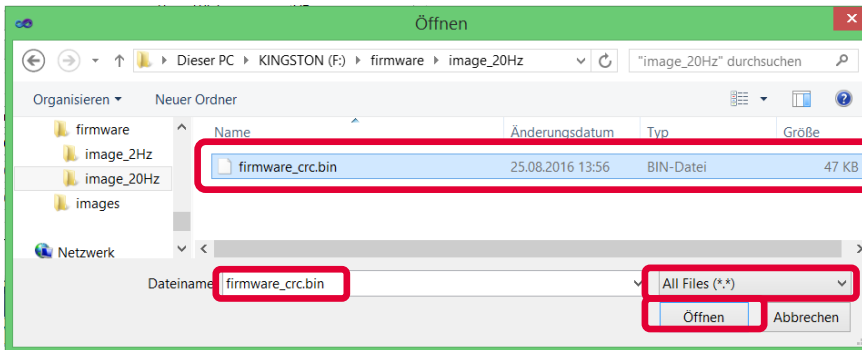 Öffnen
Dieser PC KINGSTON (F:) firmware image_20Hz "image_20Hz" durchsuchen
Organisieren Neuer Ordner
Name Änderungsdatum Typ Größe
firmware
firmware_crc.bin 25.08.2016 13:56 BIN-Datei 47 KB
image_2Hz
image_20Hz
images
Netzwerk
Dateiname firmware_crc.bin All Files (*.*)
Öffnen Abbrechen